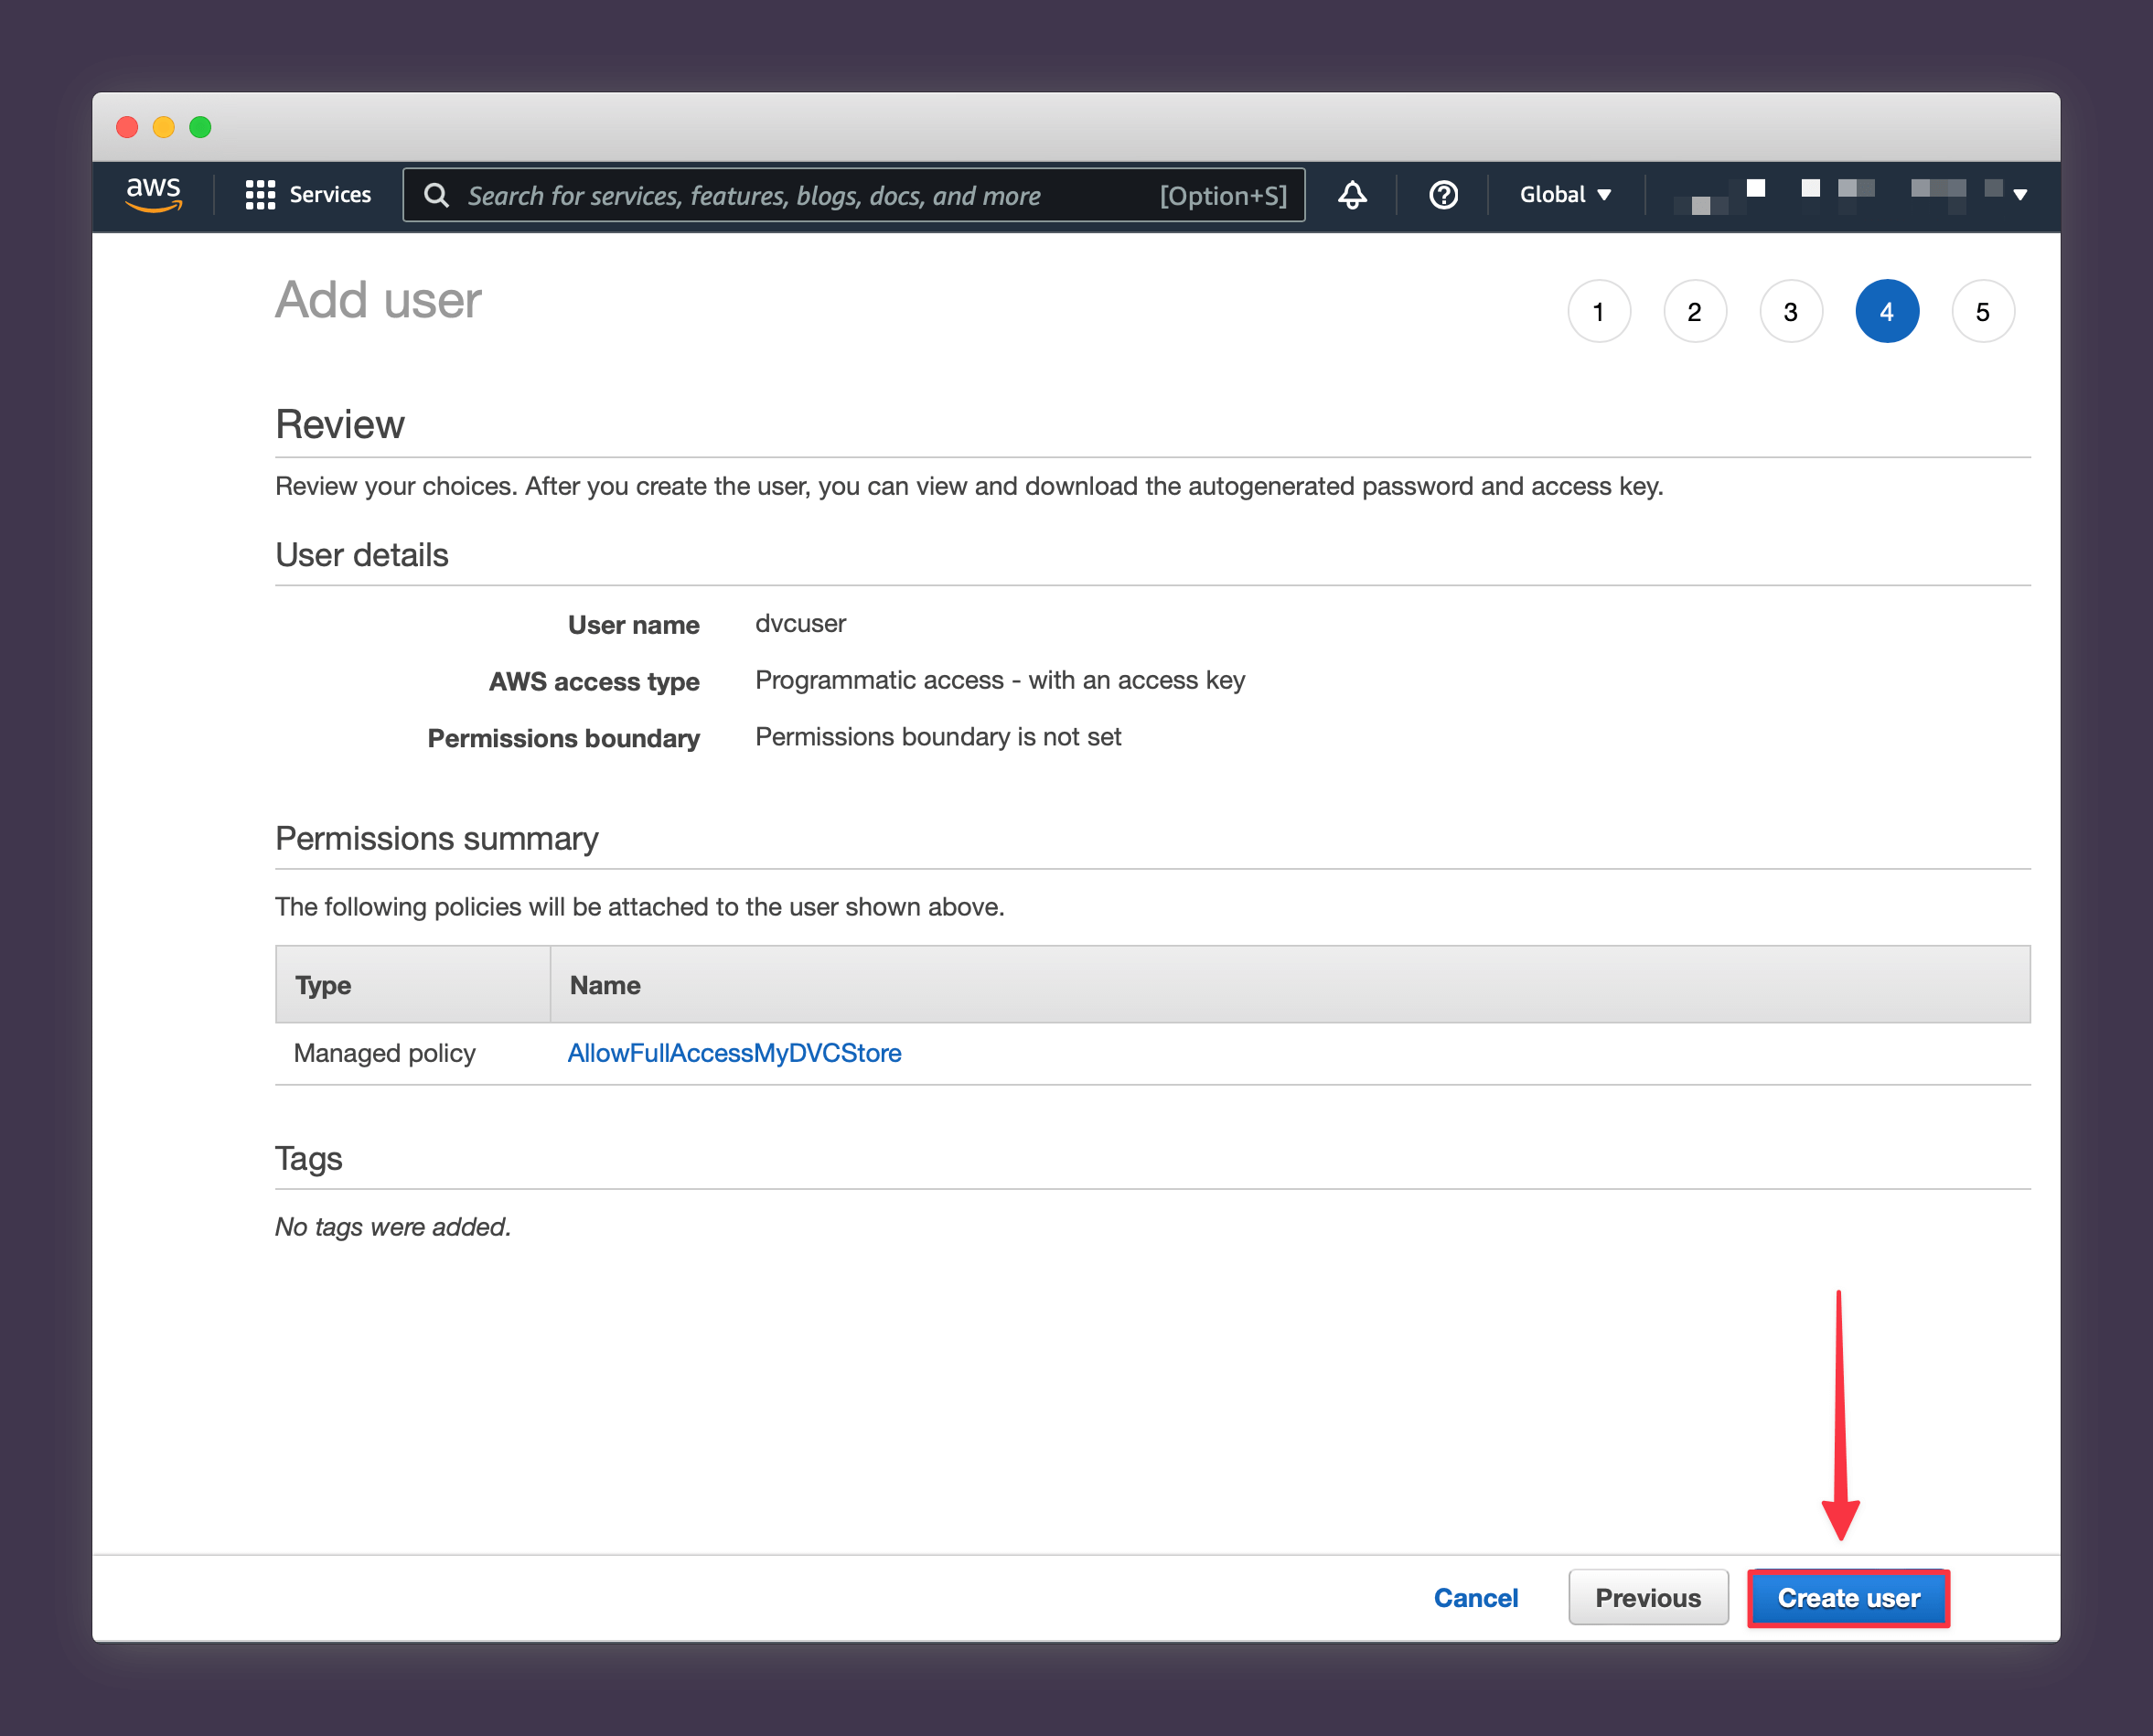 aws
Services
Search for services, features, blogs, docs, and more [Option+S]
Global
Add user
1 2 3 4 5
Review
Review your choices. After you create the user, you can view and download the autogenerated password and access key.
User details
User name dvcuser
AWS access type Programmatic access - with an access key
Permissions boundary Permissions boundary is not set
Permissions summary
The following policies will be attached to the user shown above.
Type Name
Managed policy AllowFullAccessMyDVCStore
Tags
No tags were added.
Cancel Previous Create user